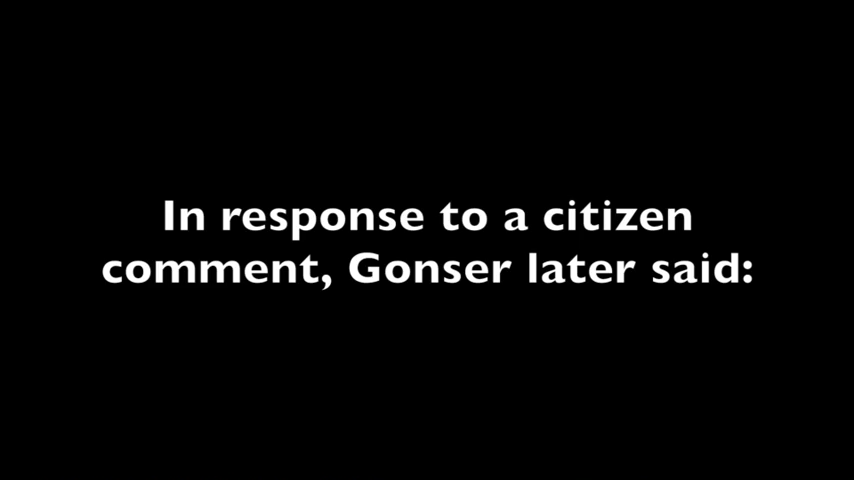 In response to a citizen
comment, Gonser later said: